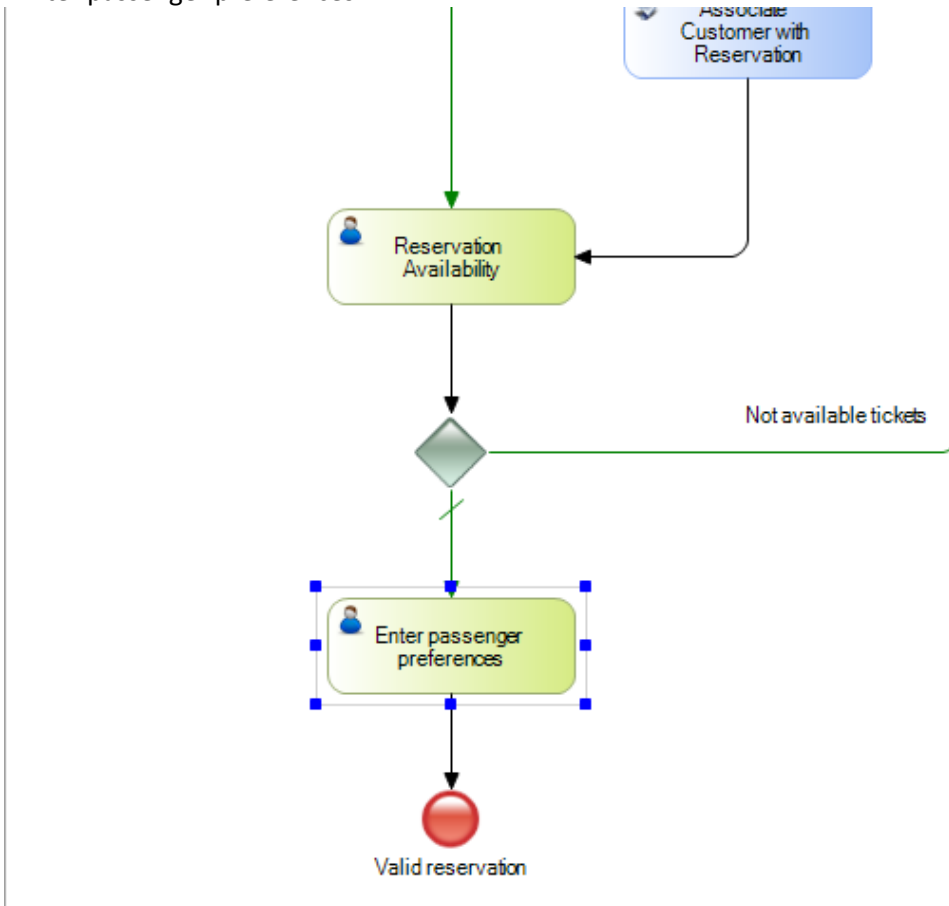 Associate
Customer with
Reservation
Reservation
Availability
Not available tickets
Enter passenger
preferences
Valid reservation